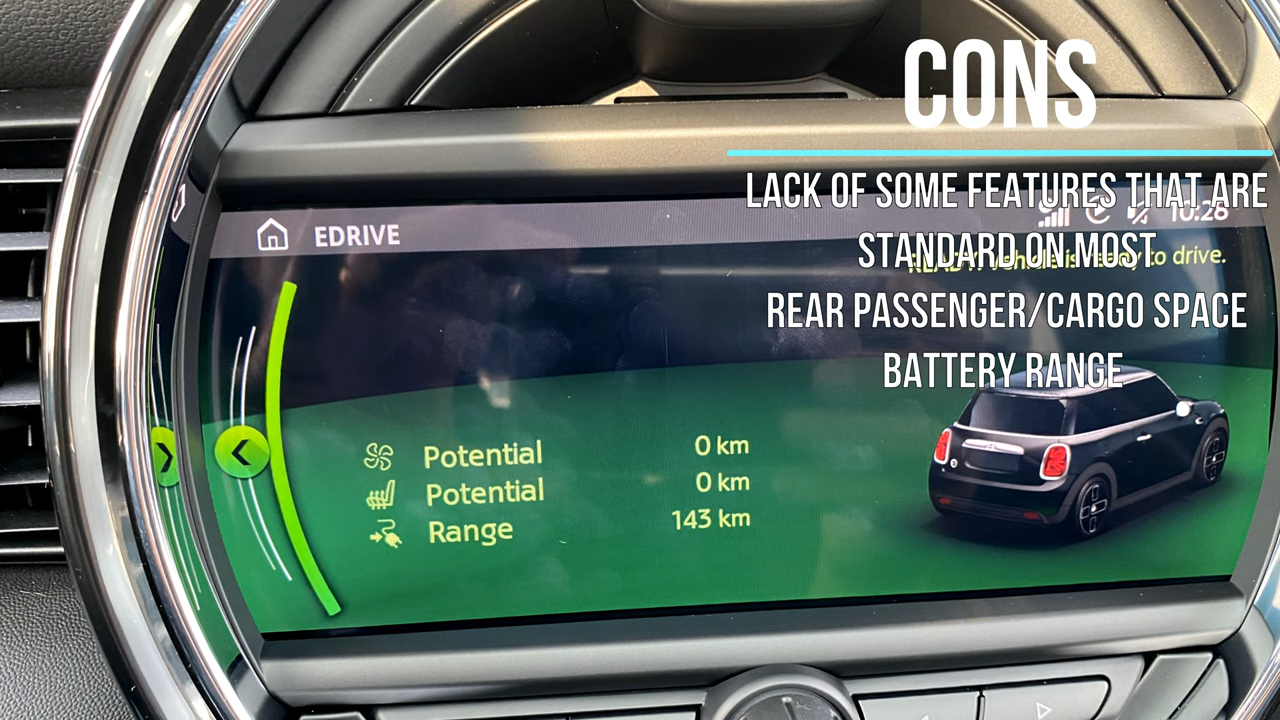 CONS
LACK OF SOME FEATURES THAT ARE
STANDARD ON MOST
REAR PASSENGER/CARGO SPACE
BATTERY RANGE
EDRIVE
10:28
READY: Vehicle is ready to drive.
Potential 0 km
Potential 0 km
Range 143 km